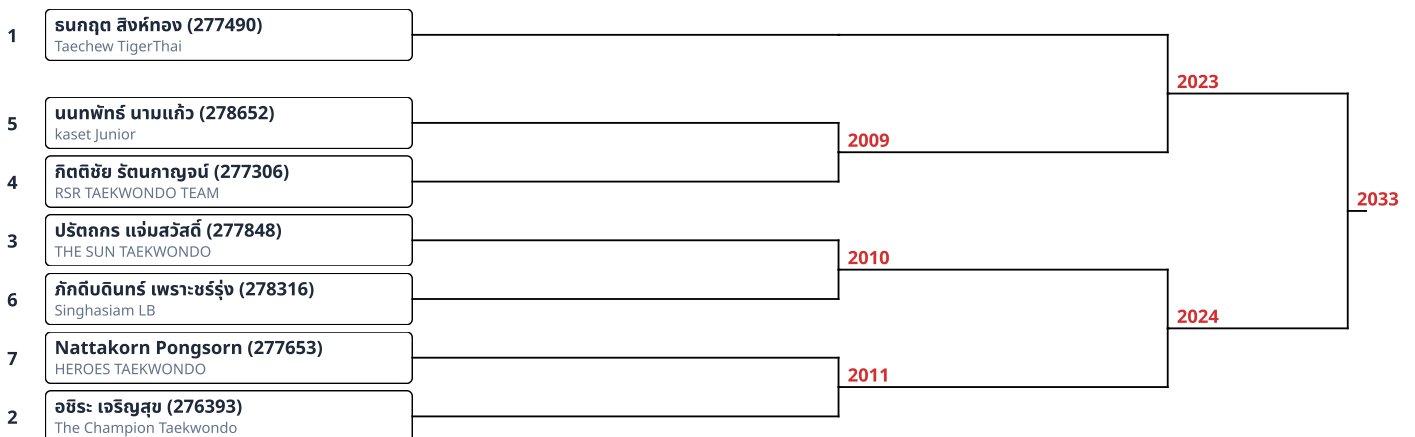 1
ธนกฤต สิงห์ทอง (277490)
Taechew TigerThai
2023
5
นนทพัทธ์ นามแก้ว (278652)
kaset Junior
2009
4
กิตติชัย รัตนกาญจน์ (277306)
RSR TAEKWONDO TEAM
2033
3
ปรัตถกร แจ่มสวัสดิ์ (277848)
THE SUN TAEKWONDO
2010
6
ภักดีบดินทร์ เพราะชร์รุ่ง (278316)
Singhasiam LB
2024
7
Nattakorn Pongsorn (277653)
HEROES TAEKWONDO
2011
2
อชิระ เจริญสุข (276393)
The Champion Taekwondo